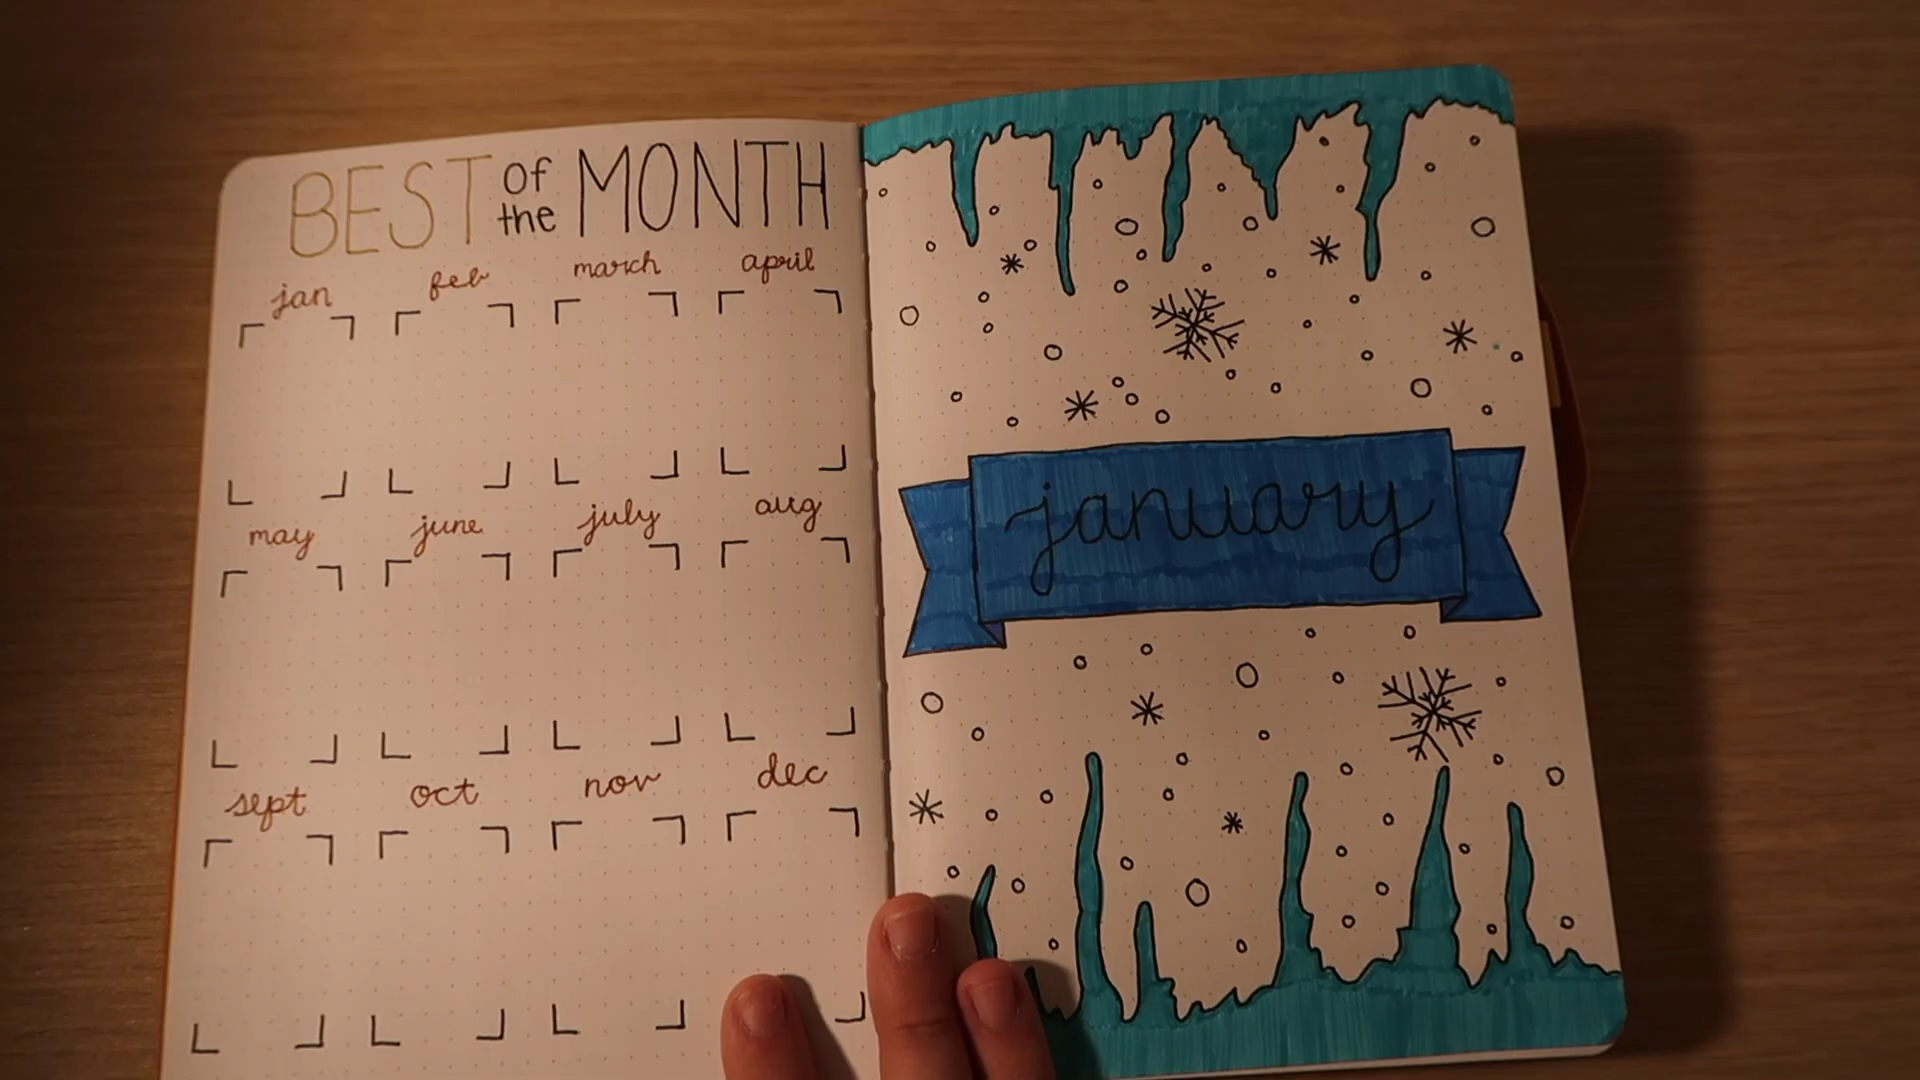 BEST of the MONTH
jan feb march april
may june july aug
sept oct nov dec
january